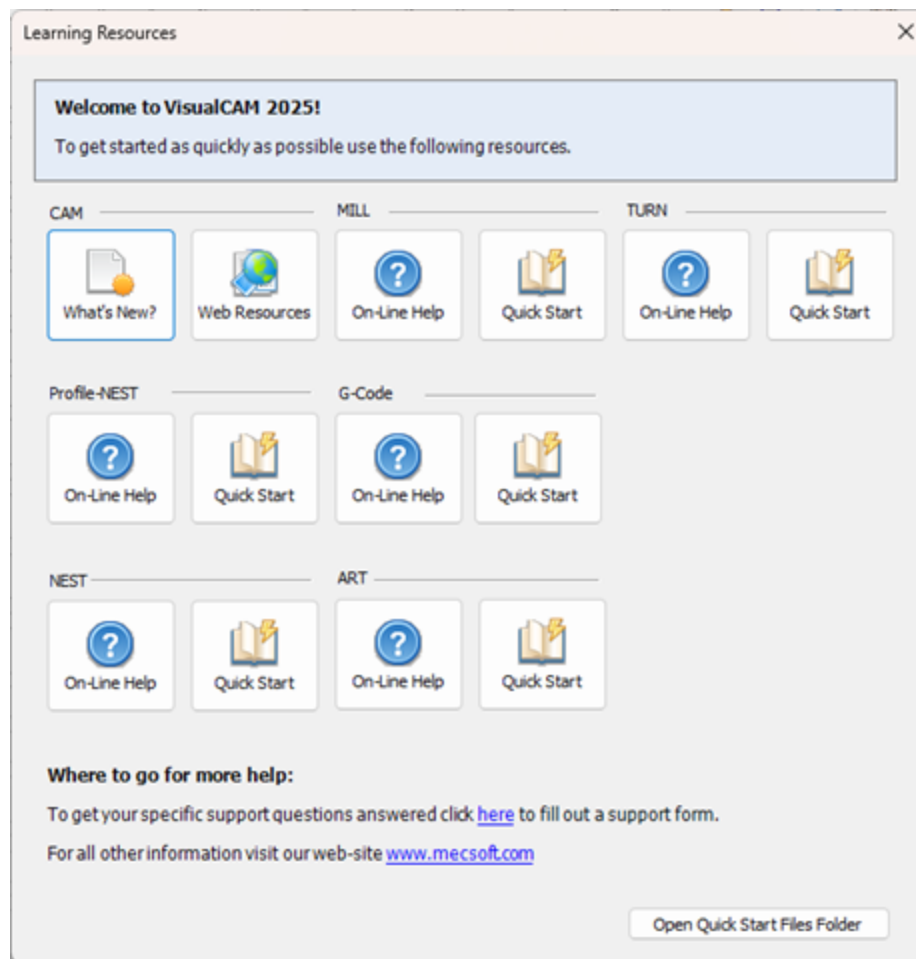 Learning Resources
Welcome to VisualCAM 2025!
To get started as quickly as possible use the following resources.
CAM
MILL
TURN
What's New?
Web Resources
On-Line Help
Quick Start
On-Line Help
Quick Start
Profile-NEST
G-Code
On-Line Help
Quick Start
On-Line Help
Quick Start
NEST
ART
On-Line Help
Quick Start
On-Line Help
Quick Start
Where to go for more help:
To get your specific support questions answered click here to fill out a support form.
For all other information visit our web-site www.mecsoft.com
Open Quick Start Files Folder